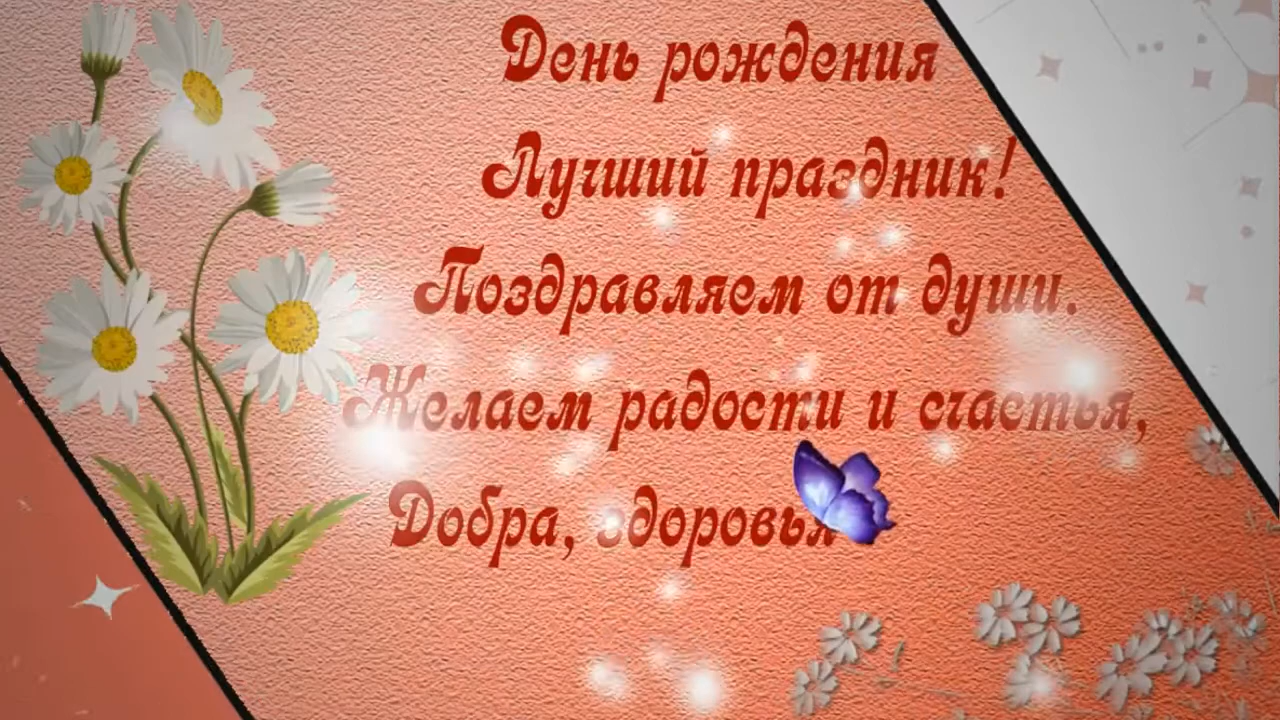 День рождения
Лучший праздник!
Поздравляем от души.
Желаем радости и счастья,
Добра, здоровья